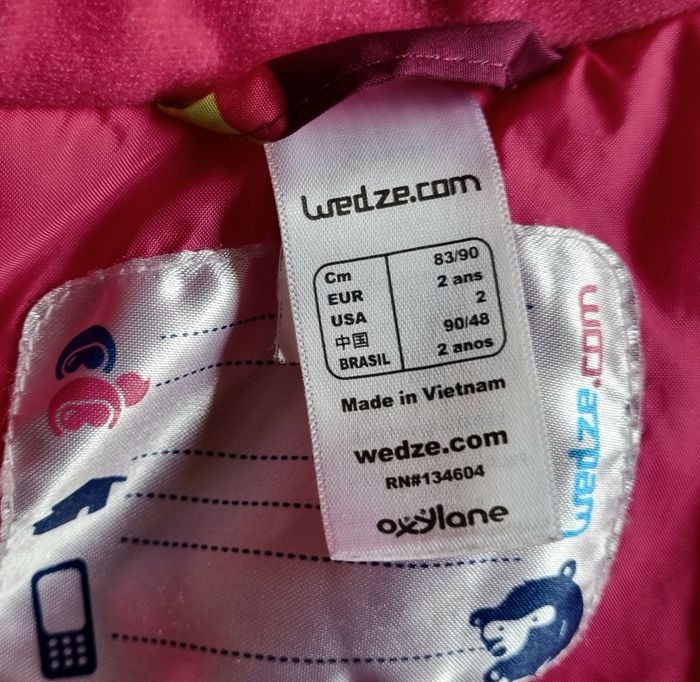 wedze.com
Cm 83/90
EUR 2 ans
USA 2
中国 90/48
BRASIL 2 anos
Made in Vietnam
wedze.com
RN#134604
oxylane
wedze.com